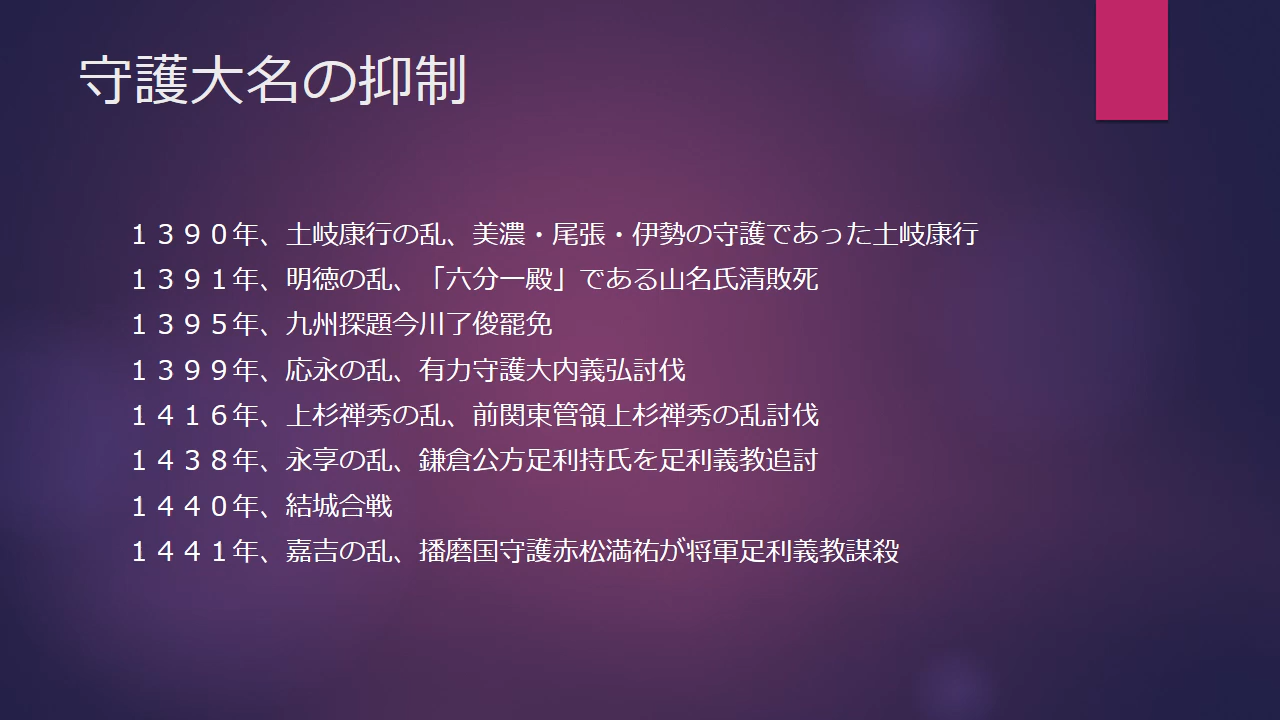 守護大名の抑制
１３９０年、土岐康行の乱、美濃・尾張・伊勢の守護であった土岐康行
１３９１年、明徳の乱、「六分一殿」である山名氏清敗死
１３９５年、九州探題今川了俊罷免
１３９９年、応永の乱、有力守護大内義弘討伐
１４１６年、上杉禅秀の乱、前関東管領上杉禅秀の乱討伐
１４３８年、永享の乱、鎌倉公方足利持氏を足利義教追討
１４４０年、結城合戦
１４４１年、嘉吉の乱、播磨国守護赤松満祐が将軍足利義教謀殺